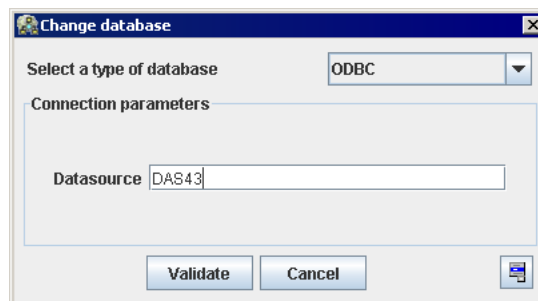 Change database
Select a type of database ODBC
Connection parameters
Datasource DAS43
Validate Cancel